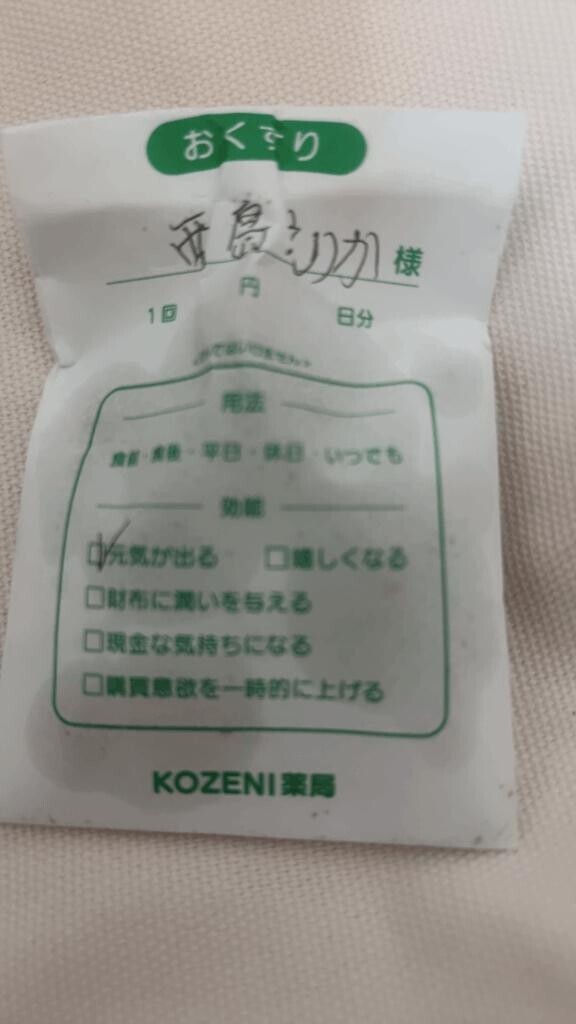 おくすり
西島 様
円
1回 日分
用法
食前・食後・平日・休日・いつでも
効能
元気が出る 嬉しくなる
財布に潤いを与える
現金な気持ちになる
購買意欲を一時的に上げる
KOZENI薬局